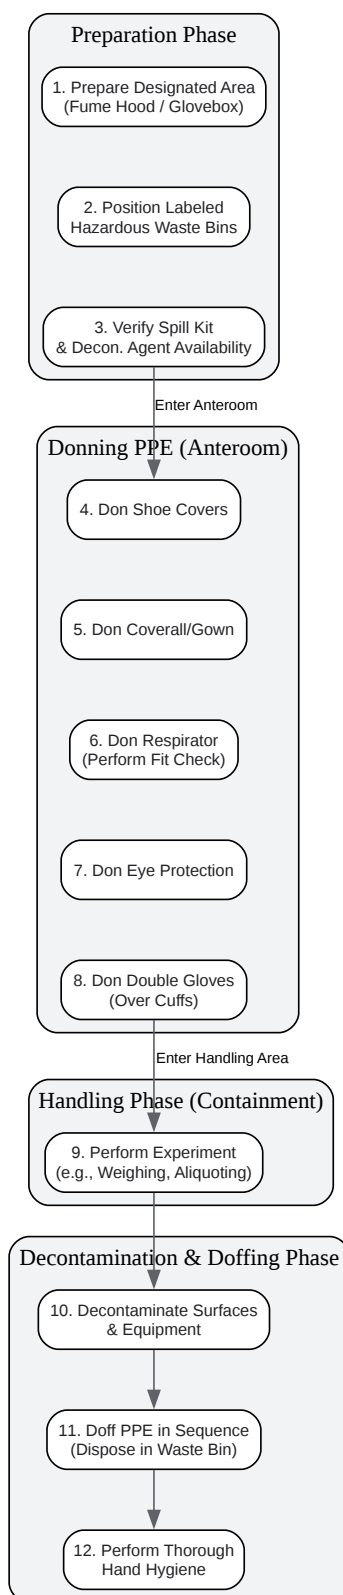 Preparation Phase
1. Prepare Designated Area
(Fume Hood / Glovebox)
2. Position Labeled
Hazardous Waste Bins
3. Verify Spill Kit
& Decon. Agent Availability
Enter Anteroom
Donning PPE (Anteroom)
4. Don Shoe Covers
5. Don Coverall/Gown
6. Don Respirator
(Perform Fit Check)
7. Don Eye Protection
8. Don Double Gloves
(Over Cuffs)
Enter Handling Area
Handling Phase (Containment)
9. Perform Experiment
(e.g., Weighing, Aliquoting)
Decontamination & Doffing Phase
10. Decontaminate Surfaces
& Equipment
11. Doff PPE in Sequence
(Dispose in Waste Bin)
12. Perform Thorough
Hand Hygiene